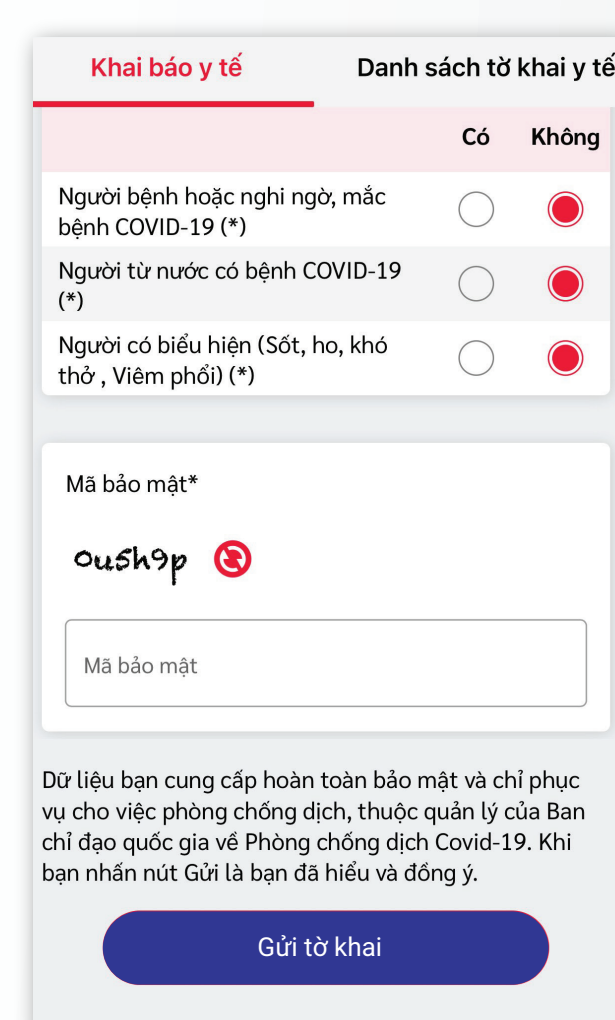 Khai báo y tế
Danh sách tờ khai y tế
Có
Không
Người bệnh hoặc nghi ngờ, mắc
bệnh COVID-19 (*)
Người từ nước có bệnh COVID-19
(*)
Người có biểu hiện (Sốt, ho, khó
thở , Viêm phổi) (*)
Mã bảo mật*
ou5h9p
Mã bảo mật
Dữ liệu bạn cung cấp hoàn toàn bảo mật và chỉ phục
vụ cho việc phòng chống dịch, thuộc quản lý của Ban
chỉ đạo quốc gia về Phòng chống dịch Covid-19. Khi
bạn nhấn nút Gửi là bạn đã hiểu và đồng ý.
Gửi tờ khai